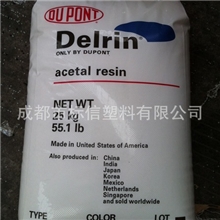 DUPONT
Delrin®
ONLY BY DUPONT
acetal resin
NET WT
25 kg
55.1 lb
Made in United States of America
Also produced in: China
India
Japan
Korea
Mexico
Netherlands
Singapore
and sold worldwide
TYPE COLOR LOT